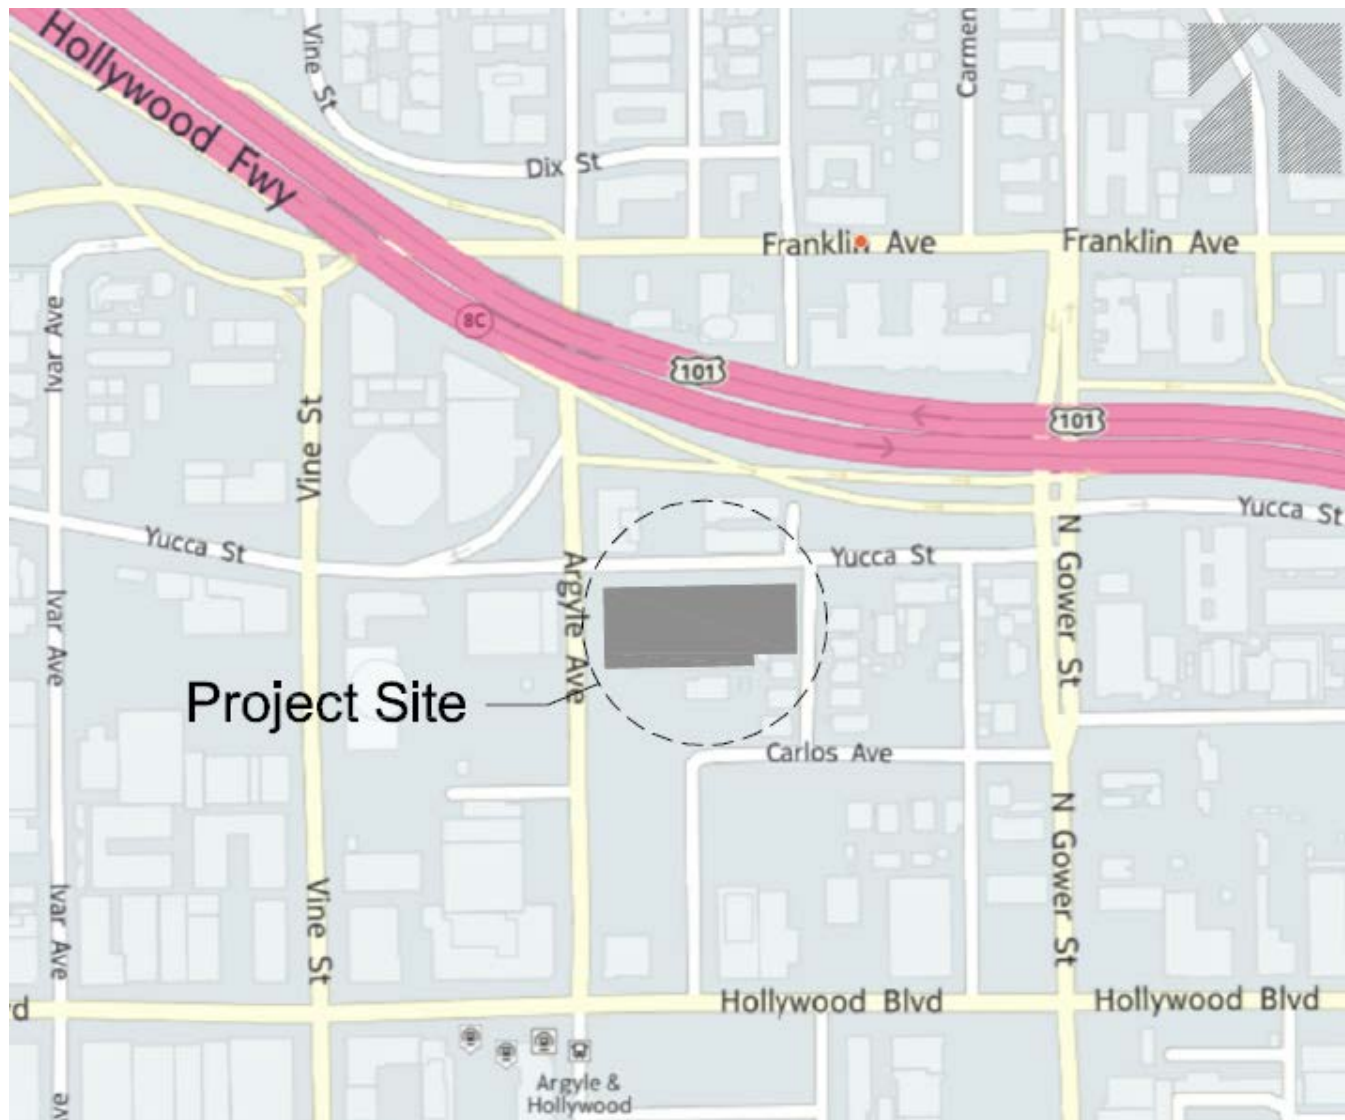 Hollywood Fwy
Vine St
Carmen
Dix St
Franklin Ave
Franklin Ave
Ivar Ave
8C
101
101
Vine St
Yucca St
Yucca St
Yucca St
N Gower St
Argyle Ave
Ivar Ave
Project Site
Carlos Ave
N Gower St
Vine St
Ivar Ave
Hollywood Blvd
Hollywood Blvd
d
Argyle &
Hollywood
ve